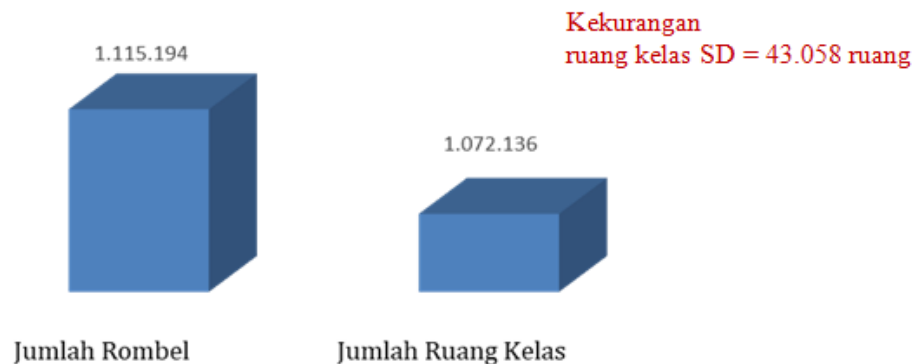 Kekurangan
ruang kelas SD = 43.058 ruang
1.115.194
1.072.136
Jumlah Rombel
Jumlah Ruang Kelas